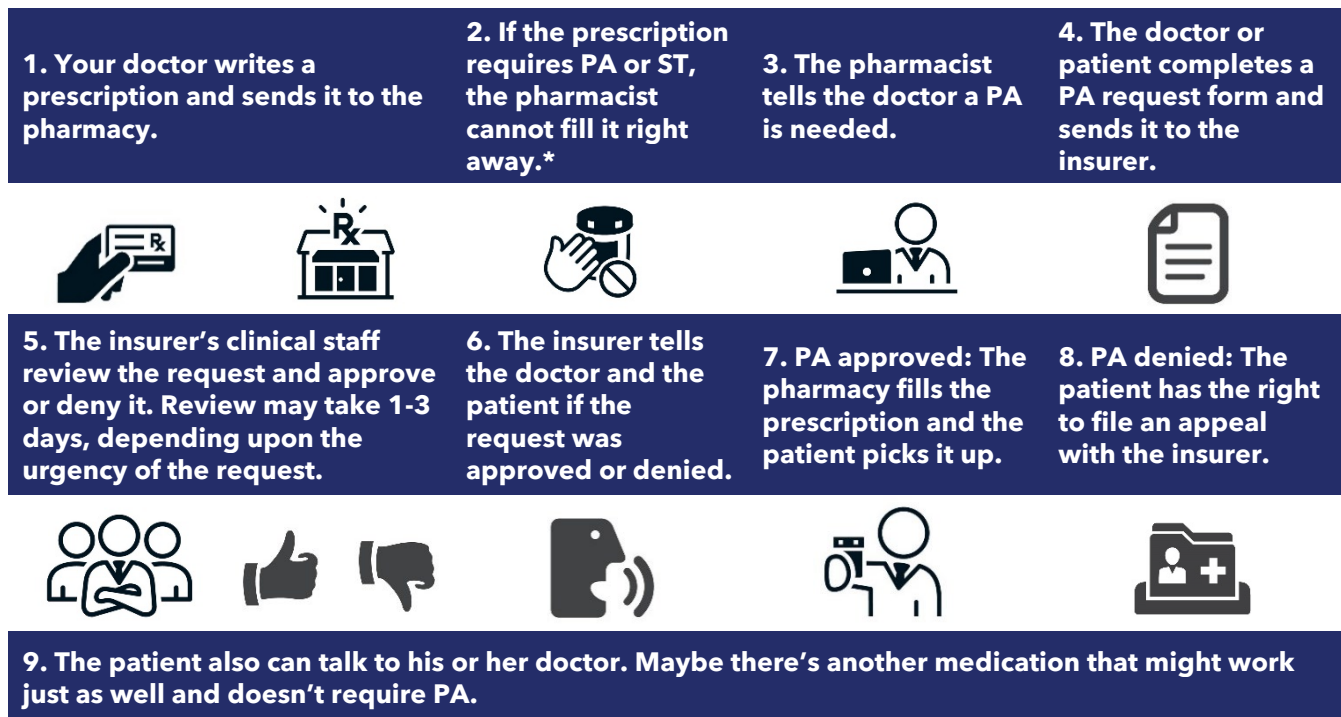 1. Your doctor writes a
prescription and sends it to the
pharmacy.
2. If the prescription
requires PA or ST,
the pharmacist
cannot fill it right
away.*
3. The pharmacist
tells the doctor a PA
is needed.
4. The doctor or
patient completes a
PA request form and
sends it to the
insurer.
Rx
Rx
5. The insurer’s clinical staff
review the request and approve
or deny it. Review may take 1-3
days, depending upon the
urgency of the request.
6. The insurer tells
the doctor and the
patient if the
request was
approved or denied.
7. PA approved: The
pharmacy fills the
prescription and the
patient picks it up.
8. PA denied: The
patient has the right
to file an appeal
with the insurer.
9. The patient also can talk to his or her doctor. Maybe there’s another medication that might work
just as well and doesn’t require PA.